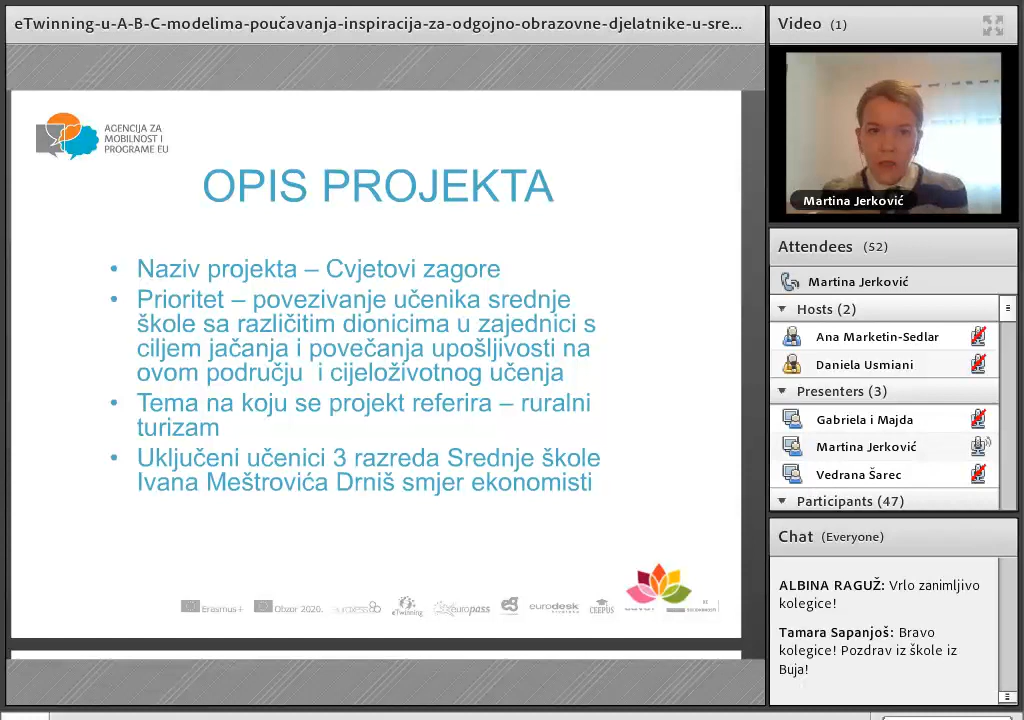 eTwinning-u-A-B-C-modelima-poučavanja-inspiracija-za-odgojno-obrazovne-djelatnike-u-sre...
AGENCIJA ZA
MOBILNOST I
PROGRAME EU
OPIS PROJEKTA
• Naziv projekta – Cvjetovi zagore
• Prioritet – povezivanje učenika srednje
škole sa različitim dionicima u zajednici s
ciljem jačanja i povečanja upošljivosti na
ovom području i cijeloživotnog učenja
• Tema na koju se projekt referira – ruralni
turizam
• Uključeni učenici 3 razreda Srednje škole
Ivana Meštrovića Drniš smjer ekonomisti
Erasmus+
Obzor 2020.
euraxess
eTwinning
europass
eurodesk
CEEPUS
Video (1)
Martina Jerković
Attendees (52)
Martina Jerković
Hosts (2)
Ana Marketin-Sedlar
Daniela Usmiani
Presenters (3)
Gabriela i Majda
Martina Jerković
Vedrana Šarec
Participants (47)
Chat (Everyone)
ALBINA RAGUŽ: Vrlo zanimljivo
kolegice!
Tamara Sapanjoš: Bravo
kolegice! Pozdrav iz škole iz
Buja!